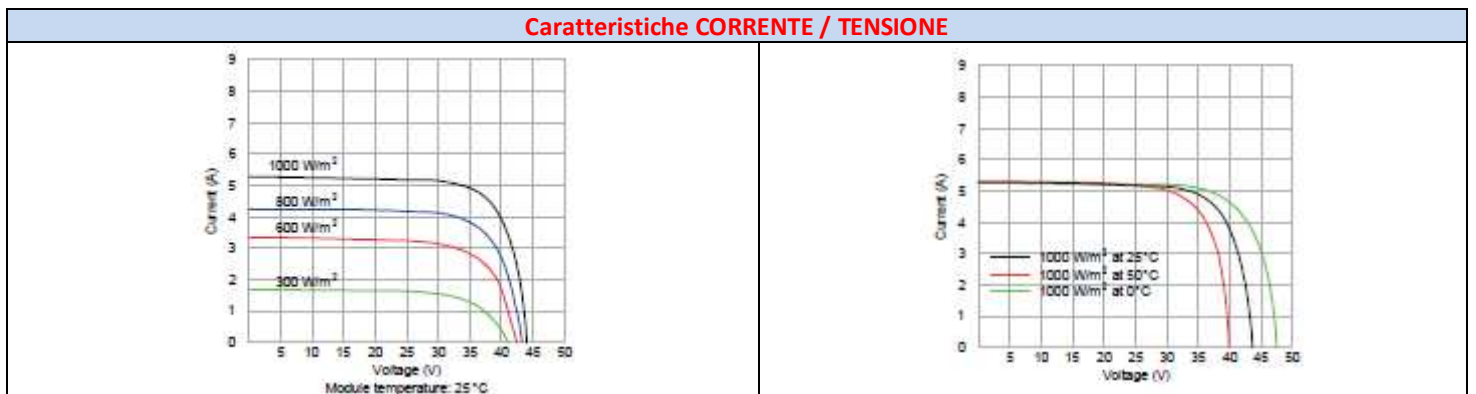 Caratteristiche CORRENTE / TENSIONE
9
8
7
6
5
4
3
2
1
0
Current (A)
1000 W/m²
800 W/m²
600 W/m²
300 W/m²
5 10 15 20 25 30 35 40 45 50
Voltage (V)
Module temperature: 25°C
9
8
7
6
5
4
3
2
1
0
Current (A)
1000 W/m² at 25°C
1000 W/m² at 50°C
1000 W/m² at 0°C
5 10 15 20 25 30 35 40 45 50
Voltage (V)